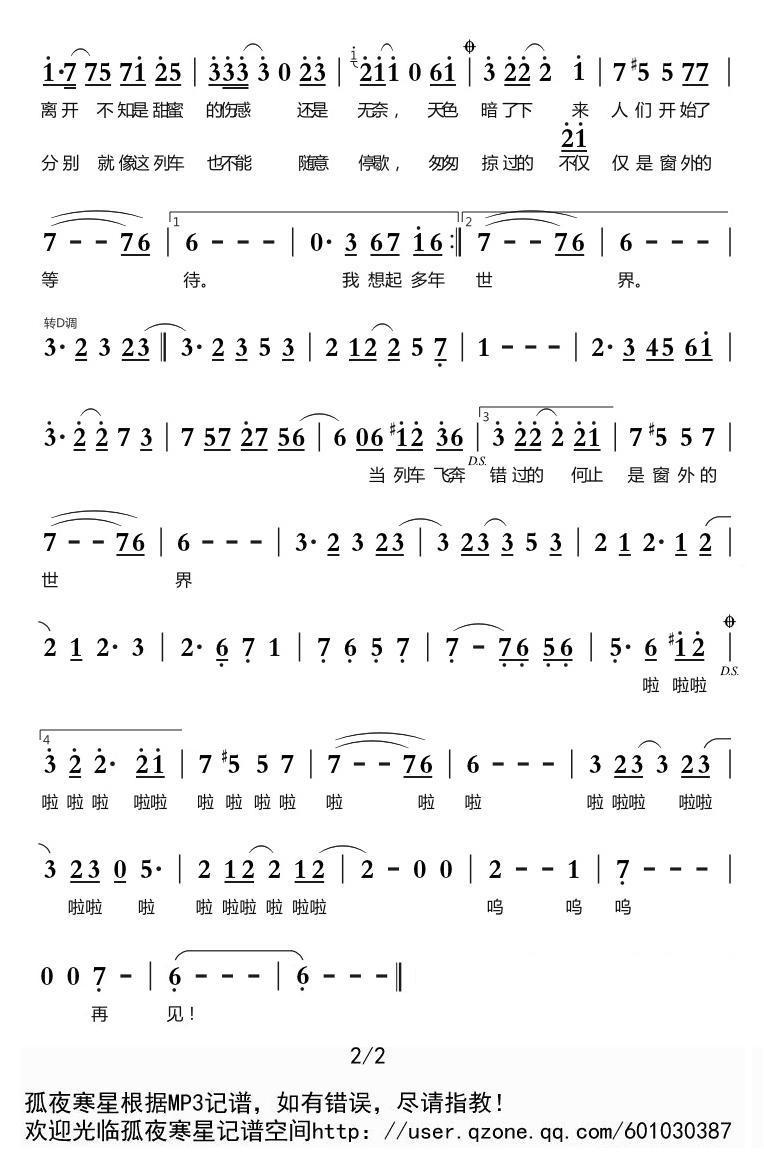 1·7 75 71 25 | 333 3 0 23 | i 211 0 61 | 3 22 2 1 | 7 #5 5 77 |
离开 不知是甜蜜 的伤感 还是 无奈， 天色 暗了下 来 人们开始了
21
分别 就像这列车 也不能 随意 停歇， 匆匆 掠过的 不仅 仅是窗外的
7 - - 76 | 1 6 - - - | 0· 3 67 16 :|| 2 7 - - 76 | 6 - - - |
等 待。 我想起多年 世 界。
转D调
3· 2 3 23 || 3· 2 3 5 3 | 2 12 2 5 7 | 1 - - - | 2· 3 45 61 |
3· 2 2 7 3 | 7 57 27 56 | 6 06 #12 36 | 3 3 22 2 21 | 7 #5 5 7 |
当 列车 飞奔 D.S. 错过的 何止 是窗外的
7 - - 76 | 6 - - - | 3· 2 3 23 | 3 23 3 5 3 | 2 1 2· 1 2 |
世 界
2 1 2· 3 | 2· 6 7 1 | 7 6 5 7 | 7 - 76 56 | 5· 6 #12 |
啦 啦啦 D.S.
4
3 2 2· 21 | 7 #5 5 7 | 7 - - 76 | 6 - - - | 3 23 3 23 |
啦 啦 啦 啦啦 啦 啦 啦 啦 啦 啦 啦 啦 啦啦 啦啦
3 23 0 5· | 2 12 2 12 | 2 - 0 0 | 2 - - 1 | 7 - - - |
啦啦 啦 啦 啦啦 啦 啦啦 呜 呜 呜
0 0 7 - | 6 - - - | 6 - - - ||
再 见！
2/2
孤夜寒星根据MP3记谱，如有错误，尽请指教！
欢迎光临孤夜寒星记谱空间http：//user.qzone.qq.com/601030387